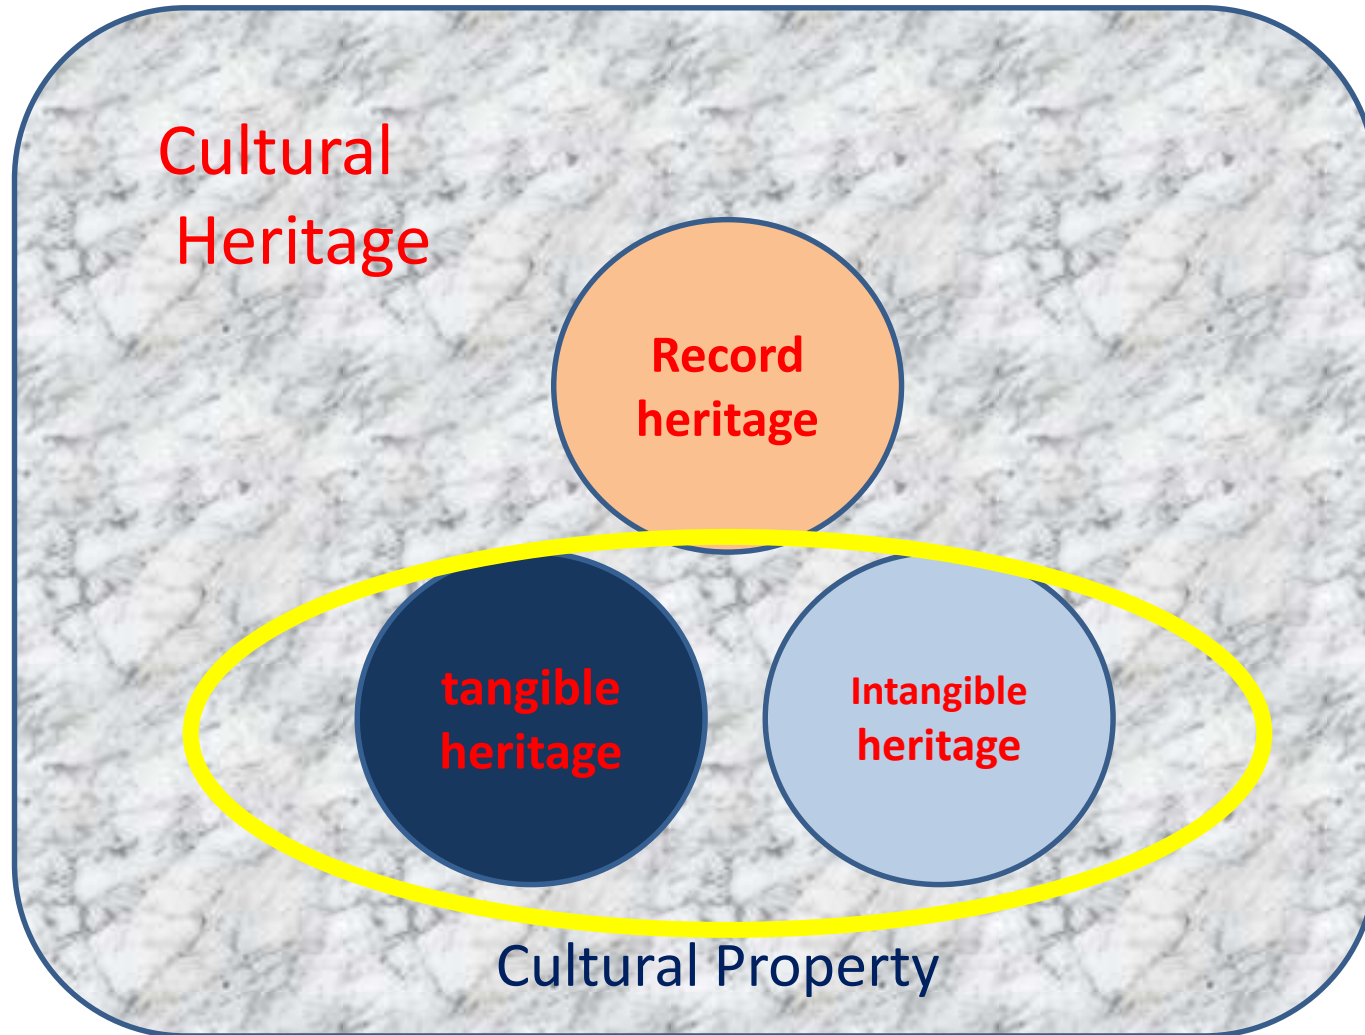 Cultural
Heritage
Record
heritage
tangible
heritage
Intangible
heritage
Cultural Property